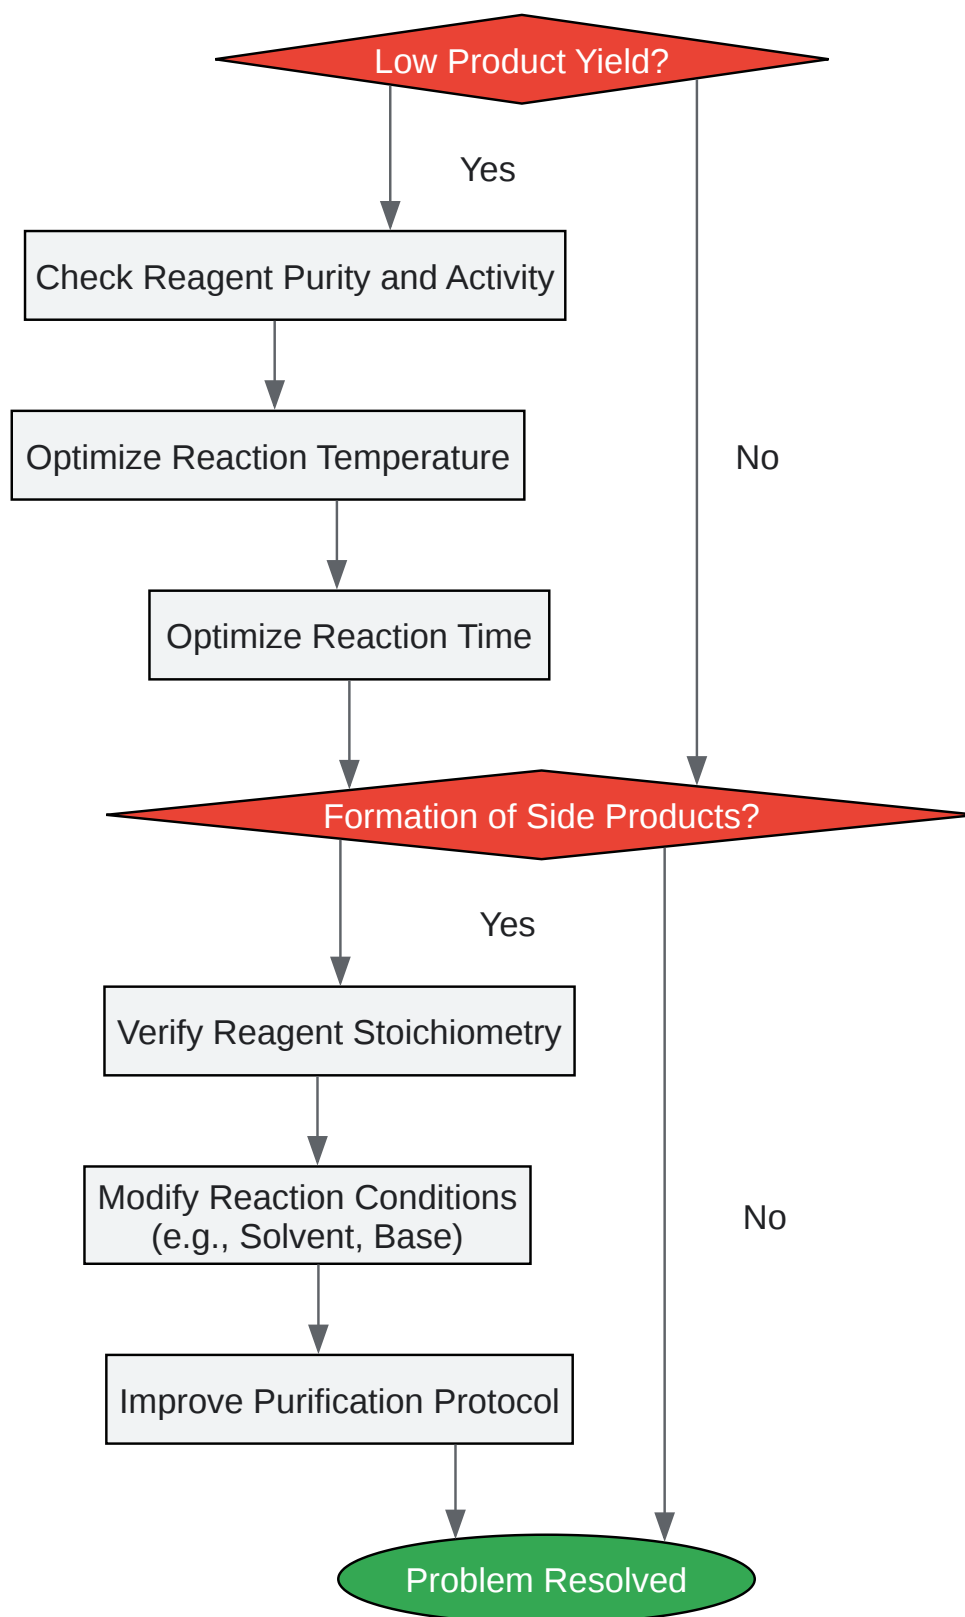 Low Product Yield?
Yes
Check Reagent Purity and Activity
Optimize Reaction Temperature
No
Optimize Reaction Time
Formation of Side Products?
Yes
Verify Reagent Stoichiometry
Modify Reaction Conditions
(e.g., Solvent, Base)
No
Improve Purification Protocol
Problem Resolved